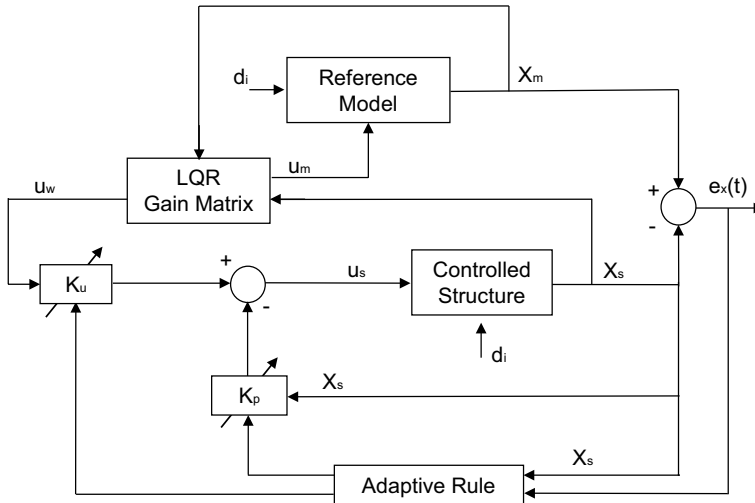 Reference
Model
dᵢ
Xₘ
uₘ
LQR
Gain Matrix
u_w
+
-
eₓ(t)
Kᵤ
+
-
uₛ
Controlled
Structure
Xₛ
dᵢ
Kₚ
Xₛ
Xₛ
Adaptive Rule